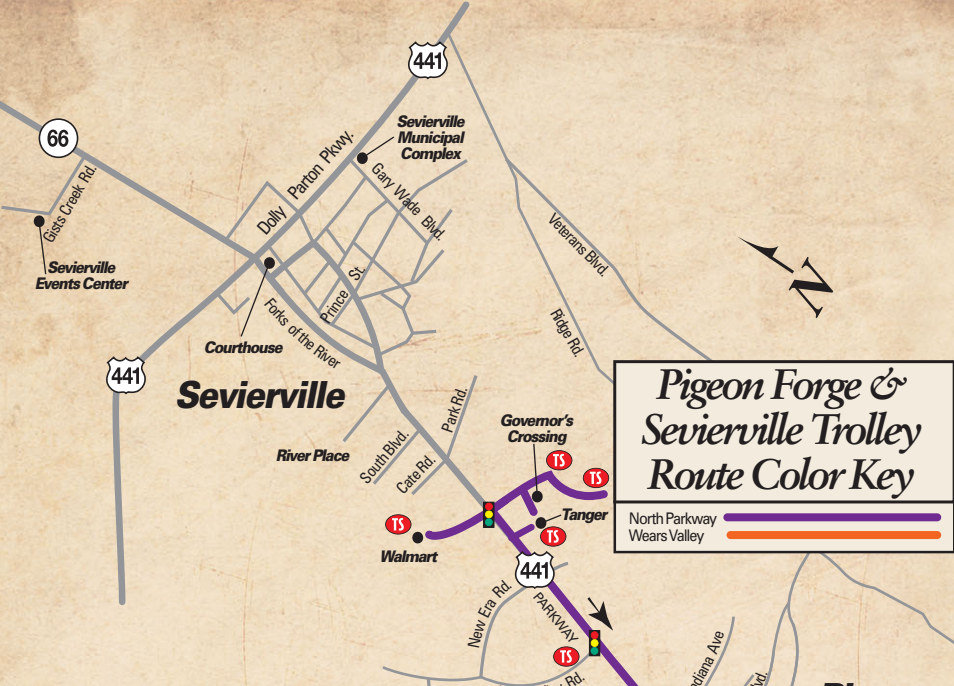 441
66
Sevierville
Municipal
Complex
Dolly Parton Pkwy.
Gary Wade Blvd.
Gists Creek Rd.
Sevierville
Events Center
Veterans Blvd.
N
Prince St.
Forks of the River
Courthouse
Ridge Rd.
441
Sevierville
Pigeon Forge &
Sevierville Trolley
Route Color Key
North Parkway
Wears Valley
Park Rd.
Governor's
Crossing
River Place
South Blvd.
Cate Rd.
TS
TS
TS
Tanger
TS
Walmart
441
New Era Rd.
PARKWAY
TS
Rd.